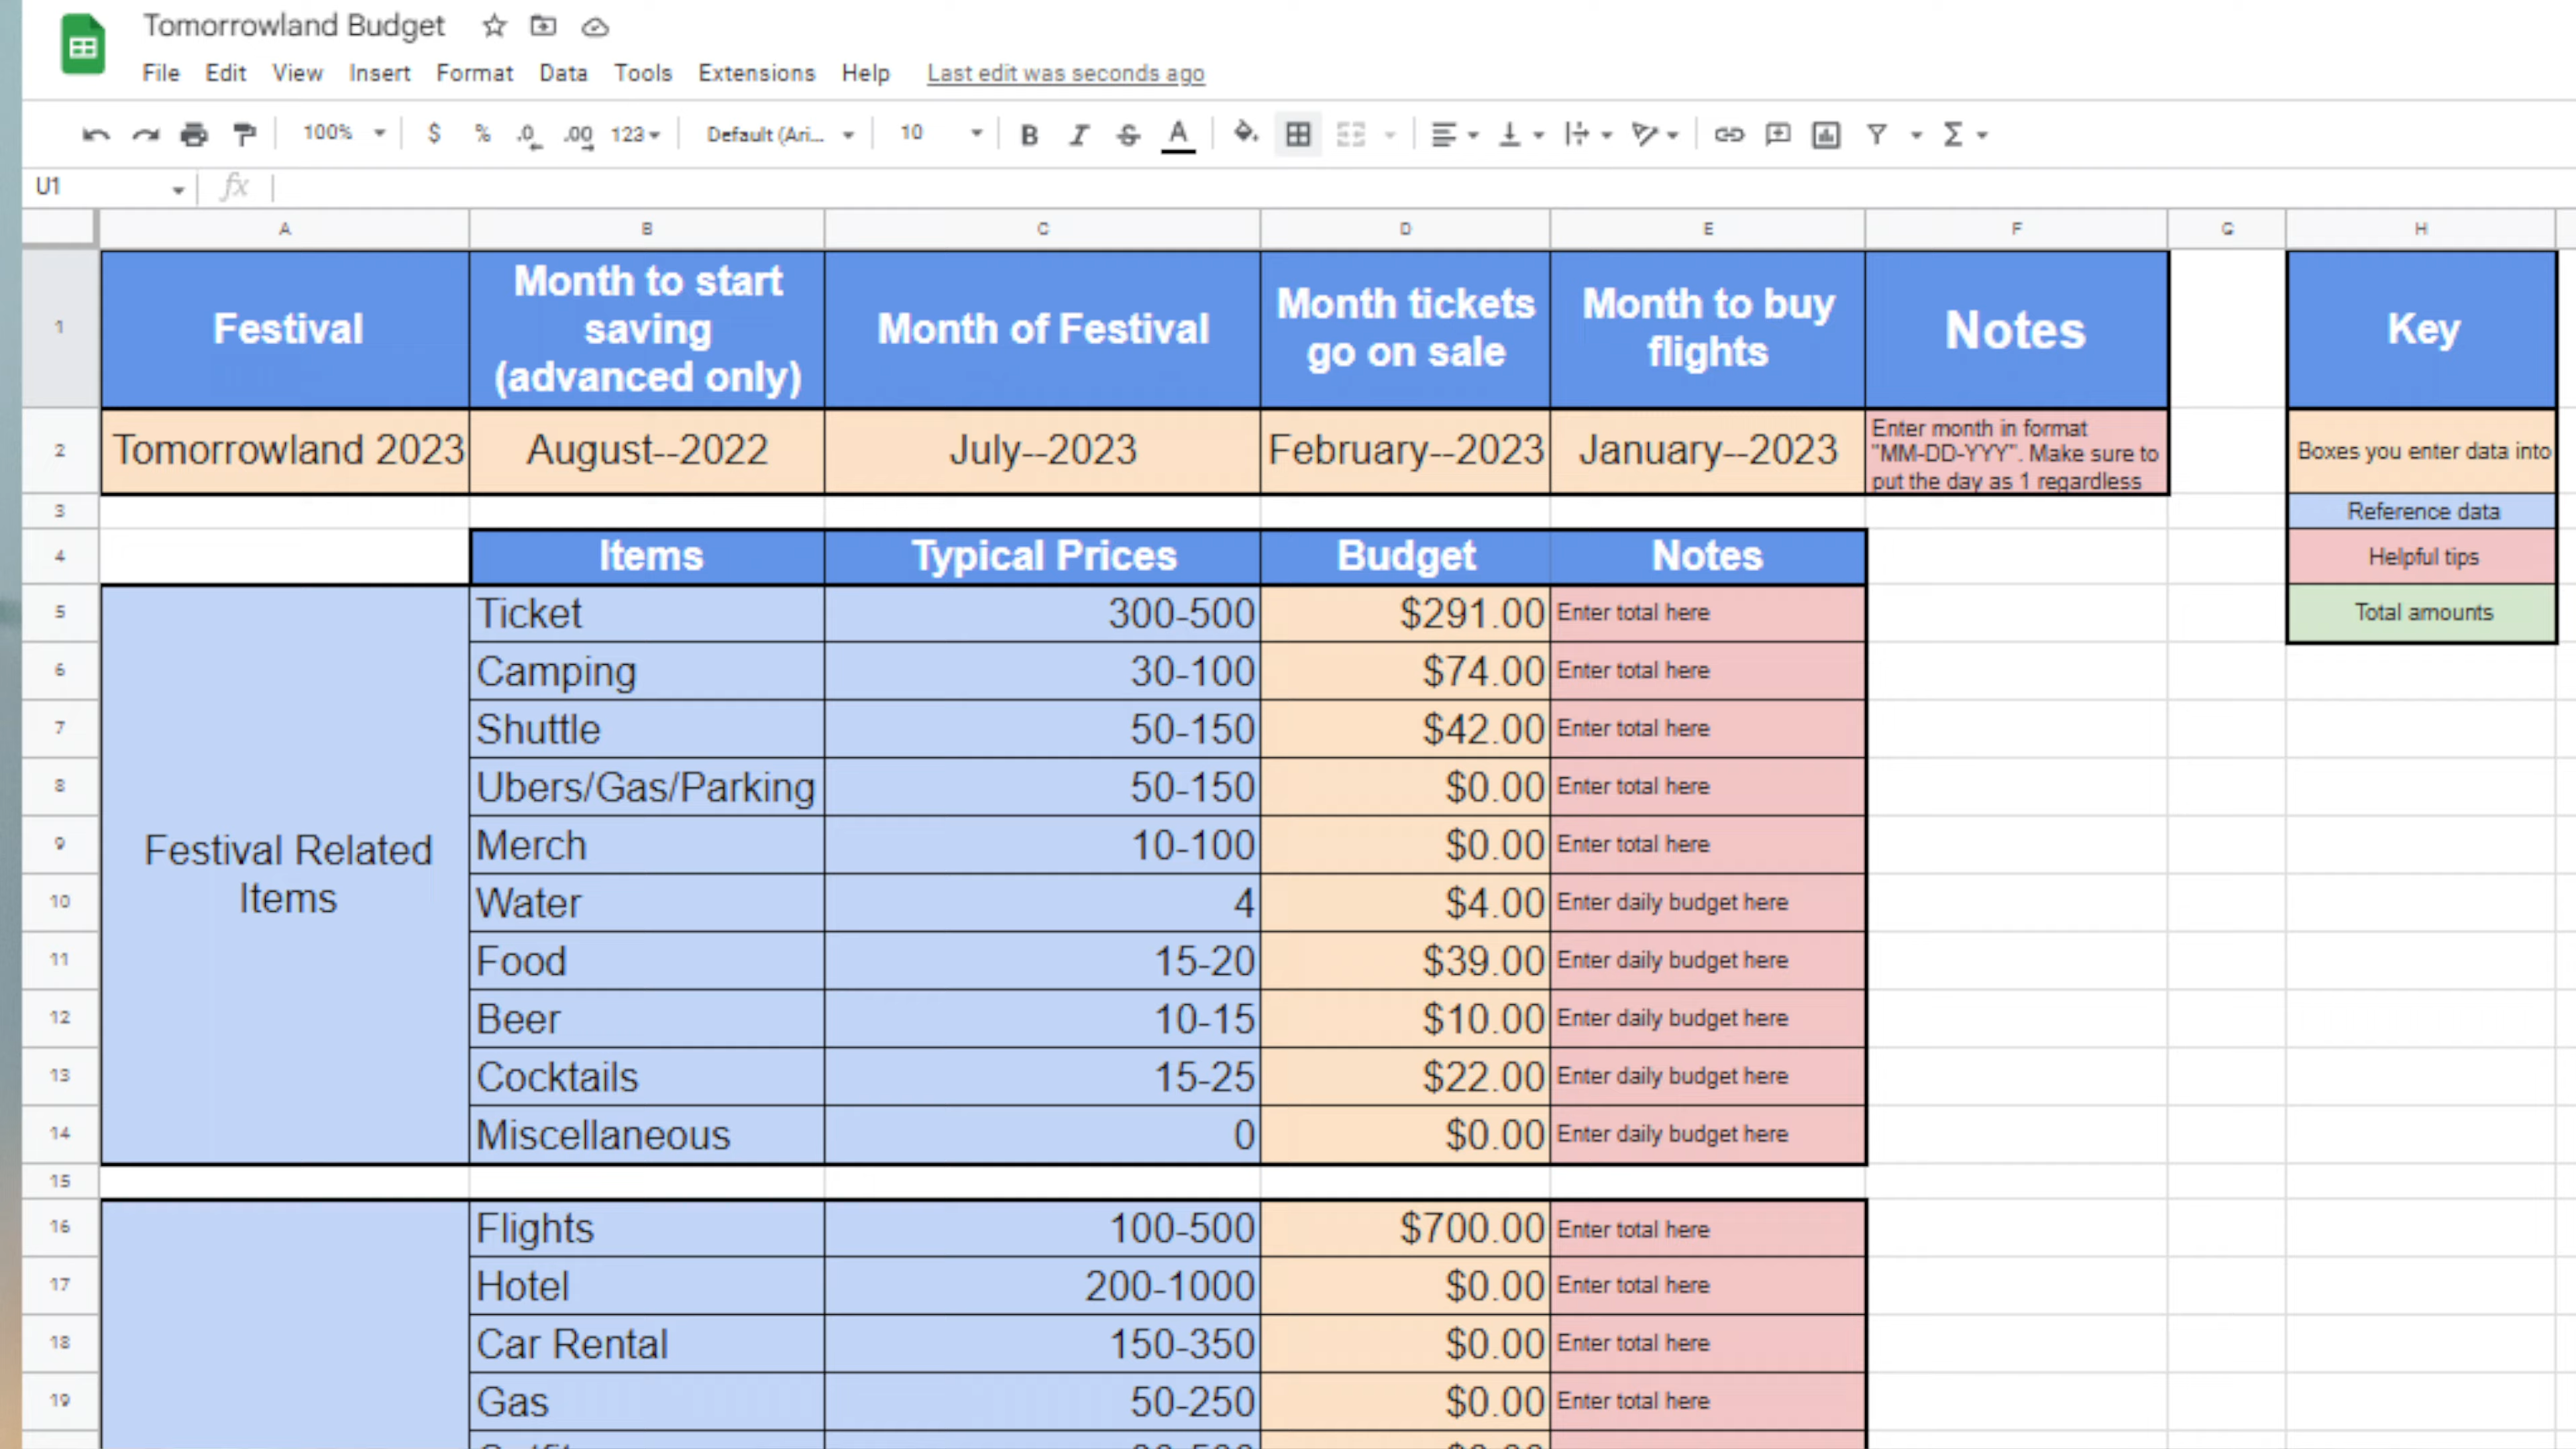 Tomorrowland Budget
File Edit View Insert Format Data Tools Extensions Help Last edit was seconds ago
100% $ % .0 .00 123 Default (Ari... 10 B I S A Σ
U1 fx
A B C D E F G H
1 Festival Month to start saving (advanced only) Month of Festival Month tickets go on sale Month to buy flights Notes Key
2 Tomorrowland 2023 August--2022 July--2023 February--2023 January--2023 Enter month in format "MM-DD-YYY". Make sure to put the day as 1 regardless Boxes you enter data into
3 Reference data
4 Items Typical Prices Budget Notes Helpful tips
Festival Related Items
5 Ticket 300-500 $291.00 Enter total here Total amounts
6 Camping 30-100 $74.00 Enter total here
7 Shuttle 50-150 $42.00 Enter total here
8 Ubers/Gas/Parking 50-150 $0.00 Enter total here
9 Merch 10-100 $0.00 Enter total here
10 Water 4 $4.00 Enter daily budget here
11 Food 15-20 $39.00 Enter daily budget here
12 Beer 10-15 $10.00 Enter daily budget here
13 Cocktails 15-25 $22.00 Enter daily budget here
14 Miscellaneous 0 $0.00 Enter daily budget here
15
16 Flights 100-500 $700.00 Enter total here
17 Hotel 200-1000 $0.00 Enter total here
18 Car Rental 150-350 $0.00 Enter total here
19 Gas 50-250 $0.00 Enter total here